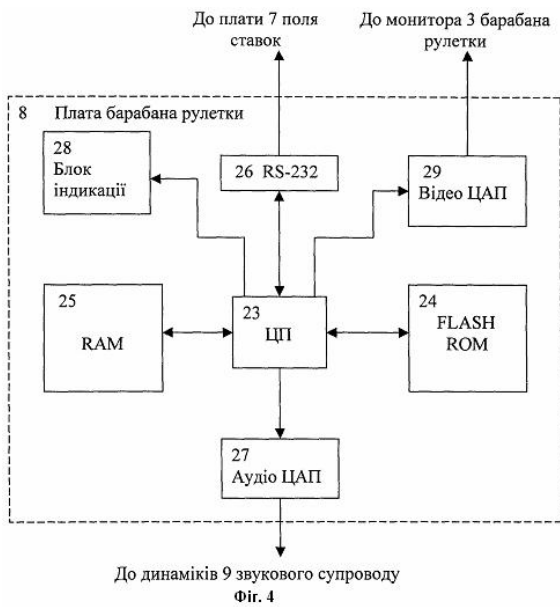 До плати 7 поля
ставок
До монитора 3 барабана
рулетки
8 Плата барабана рулетки
28
Блок
індикації
26 RS-232
29
Відео ЦАП
25
RAM
23
ЦП
24
FLASH
ROM
27
Аудіо ЦАП
До динаміків 9 звукового супроводу
Фіг. 4